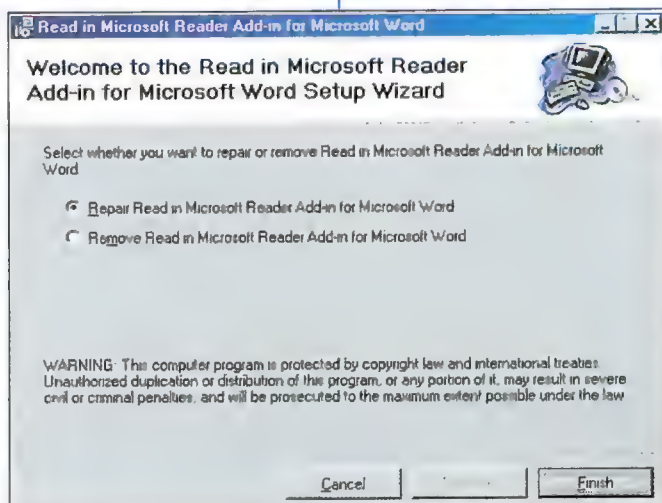 Read in Microsoft Reader Add-in for Microsoft Word
Welcome to the Read in Microsoft Reader
Add-in for Microsoft Word Setup Wizard
Select whether you want to repair or remove Read in Microsoft Reader Add-in for Microsoft
Word
Repair Read in Microsoft Reader Add-in for Microsoft Word
Remove Read in Microsoft Reader Add-in for Microsoft Word
WARNING: This computer program is protected by copyright law and international treaties.
Unauthorized duplication or distribution of this program, or any portion of it, may result in severe
civil or criminal penalties, and will be prosecuted to the maximum extent possible under the law
Cancel
Finish